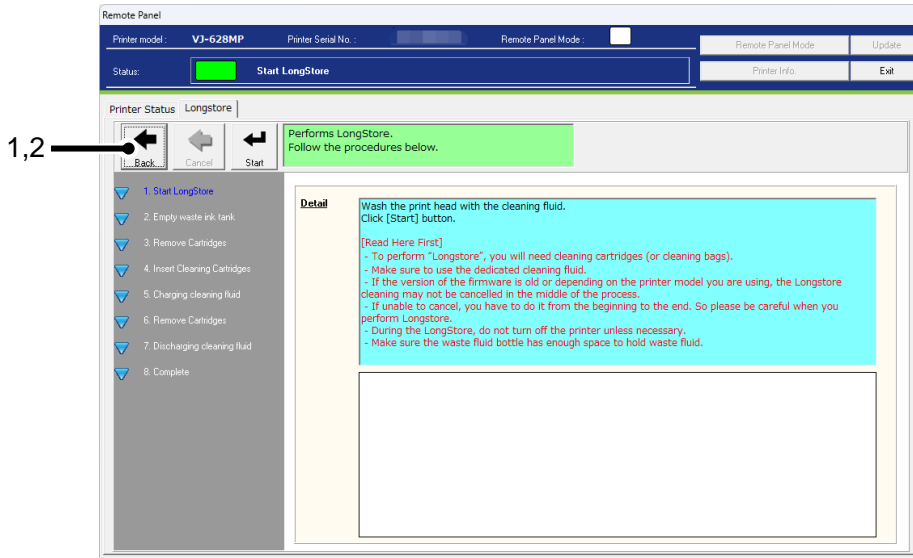 Remote Panel
Printer model : VJ-628MP Printer Serial No. : Remote Panel Mode :
Remote Panel Mode Update
Status: Start LongStore
Printer Info. Exit
Printer Status Longstore
1,2
Back Cancel Start
Performs LongStore.
Follow the procedures below.
1. Start LongStore
2. Empty waste ink tank
3. Remove Cartridges
4. Insert Cleaning Cartridges
5. Charging cleaning fluid
6. Remove Cartridges
7. Discharging cleaning fluid
8. Complete
Detail
Wash the print head with the cleaning fluid.
Click [Start] button.
[Read Here First]
- To perform "Longstore", you will need cleaning cartridges (or cleaning bags).
- Make sure to use the dedicated cleaning fluid.
- If the version of the firmware is old or depending on the printer model you are using, the Longstore
cleaning may not be cancelled in the middle of the process.
- If unable to cancel, you have to do it from the beginning to the end. So please be careful when you
perform Longstore.
- During the LongStore, do not turn off the printer unless necessary.
- Make sure the waste fluid bottle has enough space to hold waste fluid.